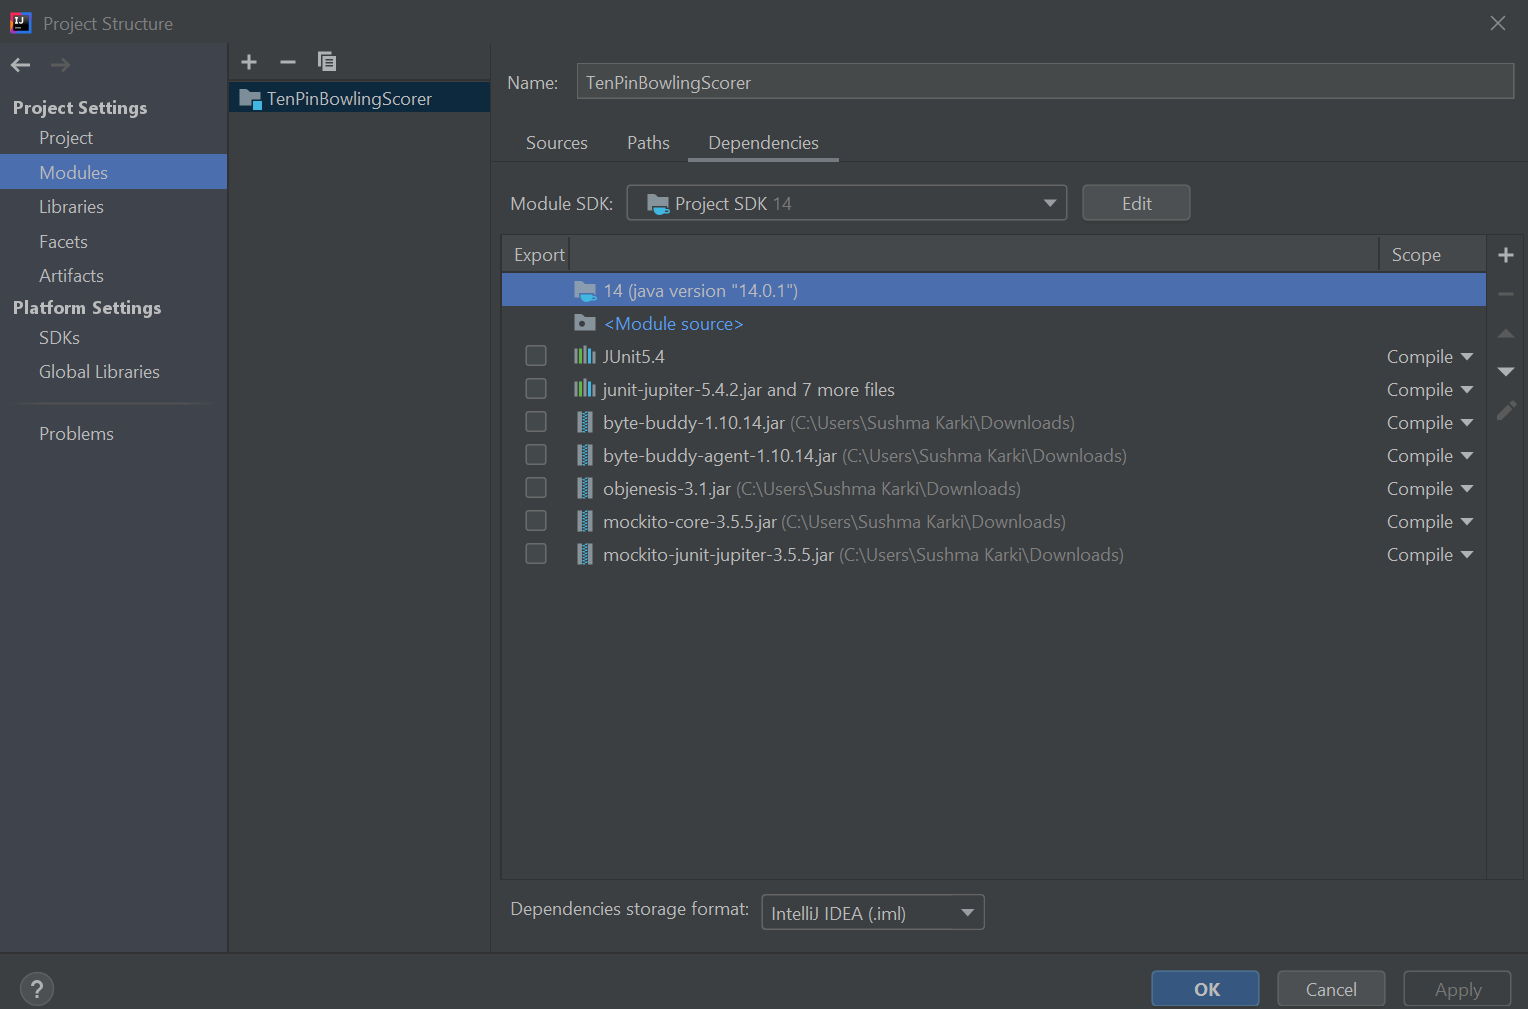 Project Structure
Project Settings
Project
Modules
Libraries
Facets
Artifacts
Platform Settings
SDKs
Global Libraries
Problems
TenPinBowlingScorer
Name: TenPinBowlingScorer
Sources Paths Dependencies
Module SDK: Project SDK 14 Edit
Export Scope
14 (java version "14.0.1")
<Module source>
JUnit5.4 Compile
junit-jupiter-5.4.2.jar and 7 more files Compile
byte-buddy-1.10.14.jar (C:\Users\Sushma Karki\Downloads) Compile
byte-buddy-agent-1.10.14.jar (C:\Users\Sushma Karki\Downloads) Compile
objenesis-3.1.jar (C:\Users\Sushma Karki\Downloads) Compile
mockito-core-3.5.5.jar (C:\Users\Sushma Karki\Downloads) Compile
mockito-junit-jupiter-3.5.5.jar (C:\Users\Sushma Karki\Downloads) Compile
Dependencies storage format: IntelliJ IDEA (.iml)
? OK Cancel Apply